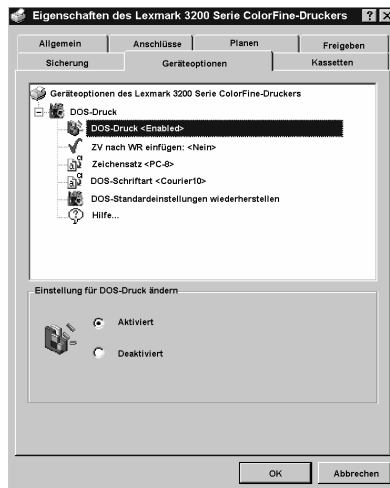 Eigenschaften des Lexmark 3200 Serie ColorFine-Druckers
Allgemein Anschlüsse Planen Freigeben
Sicherung Geräteoptionen Kassetten
Geräteoptionen des Lexmark 3200 Serie ColorFine-Druckers
DOS-Druck
DOS-Druck <Enabled>
ZV nach WR einfügen: <Nein>
Zeichensatz <PC-8>
DOS-Schriftart <Courier10>
DOS-Standardeinstellungen wiederherstellen
Hilfe...
Einstellung für DOS-Druck ändern
Aktiviert
Deaktiviert
OK Abbrechen